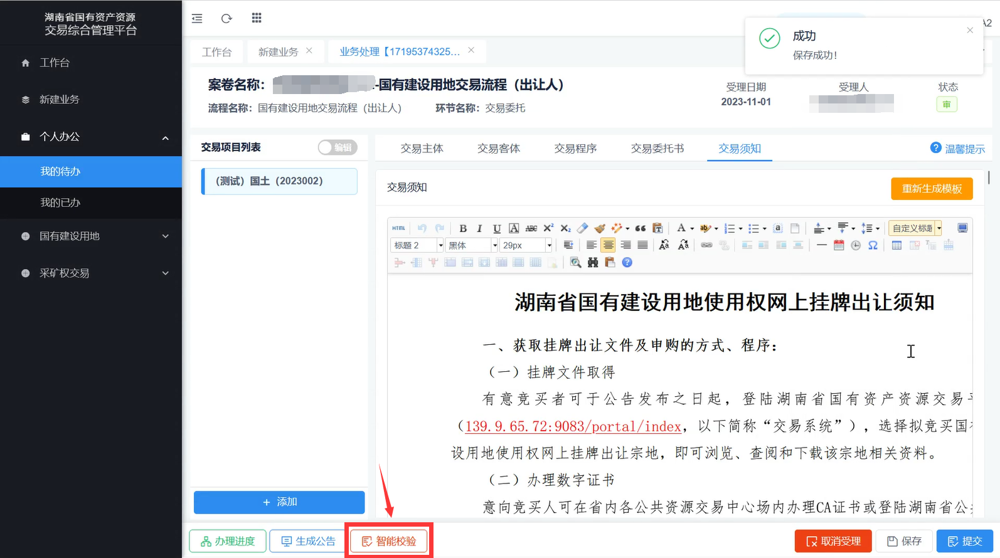 湖南省国有资产资源
交易综合管理平台
工作台
新建业务
个人办公
我的待办
我的已办
国有建设用地
采矿权交易
工作台
新建业务
业务处理【17195374325...
A2
成功
保存成功！
案卷名称：
-国有建设用地交易流程（出让人）
流程名称：国有建设用地交易流程（出让人）
环节名称：交易委托
受理日期
2023-11-01
受理人
状态
审
交易项目列表
编辑
（测试）国土（2023002）
添加
交易主体
交易客体
交易程序
交易委托书
交易须知
温馨提示
交易须知
重新生成模板
HTML
自定义标题
标题 2
黑体
29px
湖南省国有建设用地使用权网上挂牌出让须知
一、获取挂牌出让文件及申购的方式、程序：
（一）挂牌文件取得
有意竞买者可于公告发布之日起，登陆湖南省国有资产资源交易
（139.9.65.72:9083/portal/index，以下简称“交易系统”），选择拟竞买国
设用地使用权网上挂牌出让宗地，即可浏览、查阅和下载该宗地相关资料。
（二）办理数字证书
意向竞买人可在省内各公共资源交易中心场内办理CA证书或登陆湖南省公
办理进度
生成公告
智能校验
取消受理
保存
提交